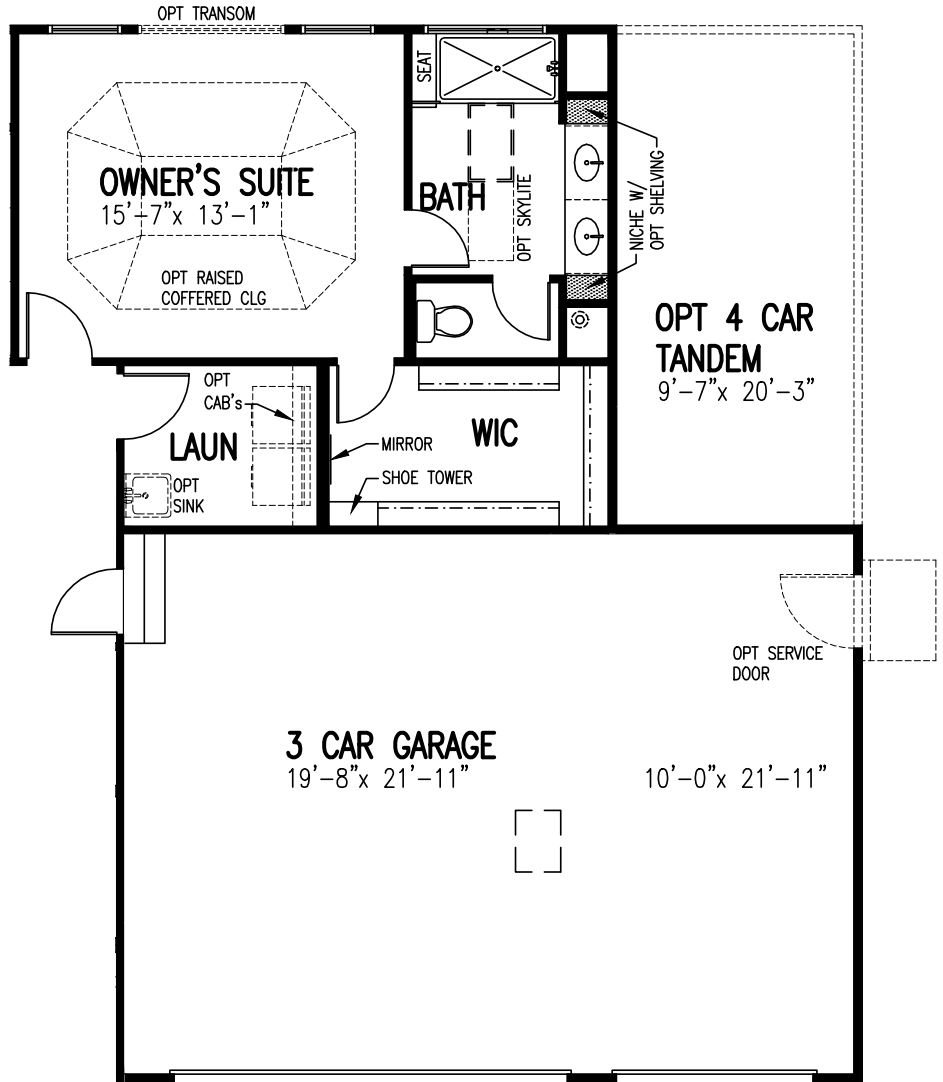 OPT TRANSOM
SEAT
OWNER'S SUITE
15'-7"x 13'-1"
OPT RAISED
COFFERED CLG
BATH
OPT SKYLITE
NICHE W/
OPT SHELVING
OPT 4 CAR
TANDEM
9'-7"x 20'-3"
OPT
CAB's
LAUN
OPT
SINK
WIC
MIRROR
SHOE TOWER
OPT SERVICE
DOOR
3 CAR GARAGE
19'-8"x 21'-11"
10'-0"x 21'-11"